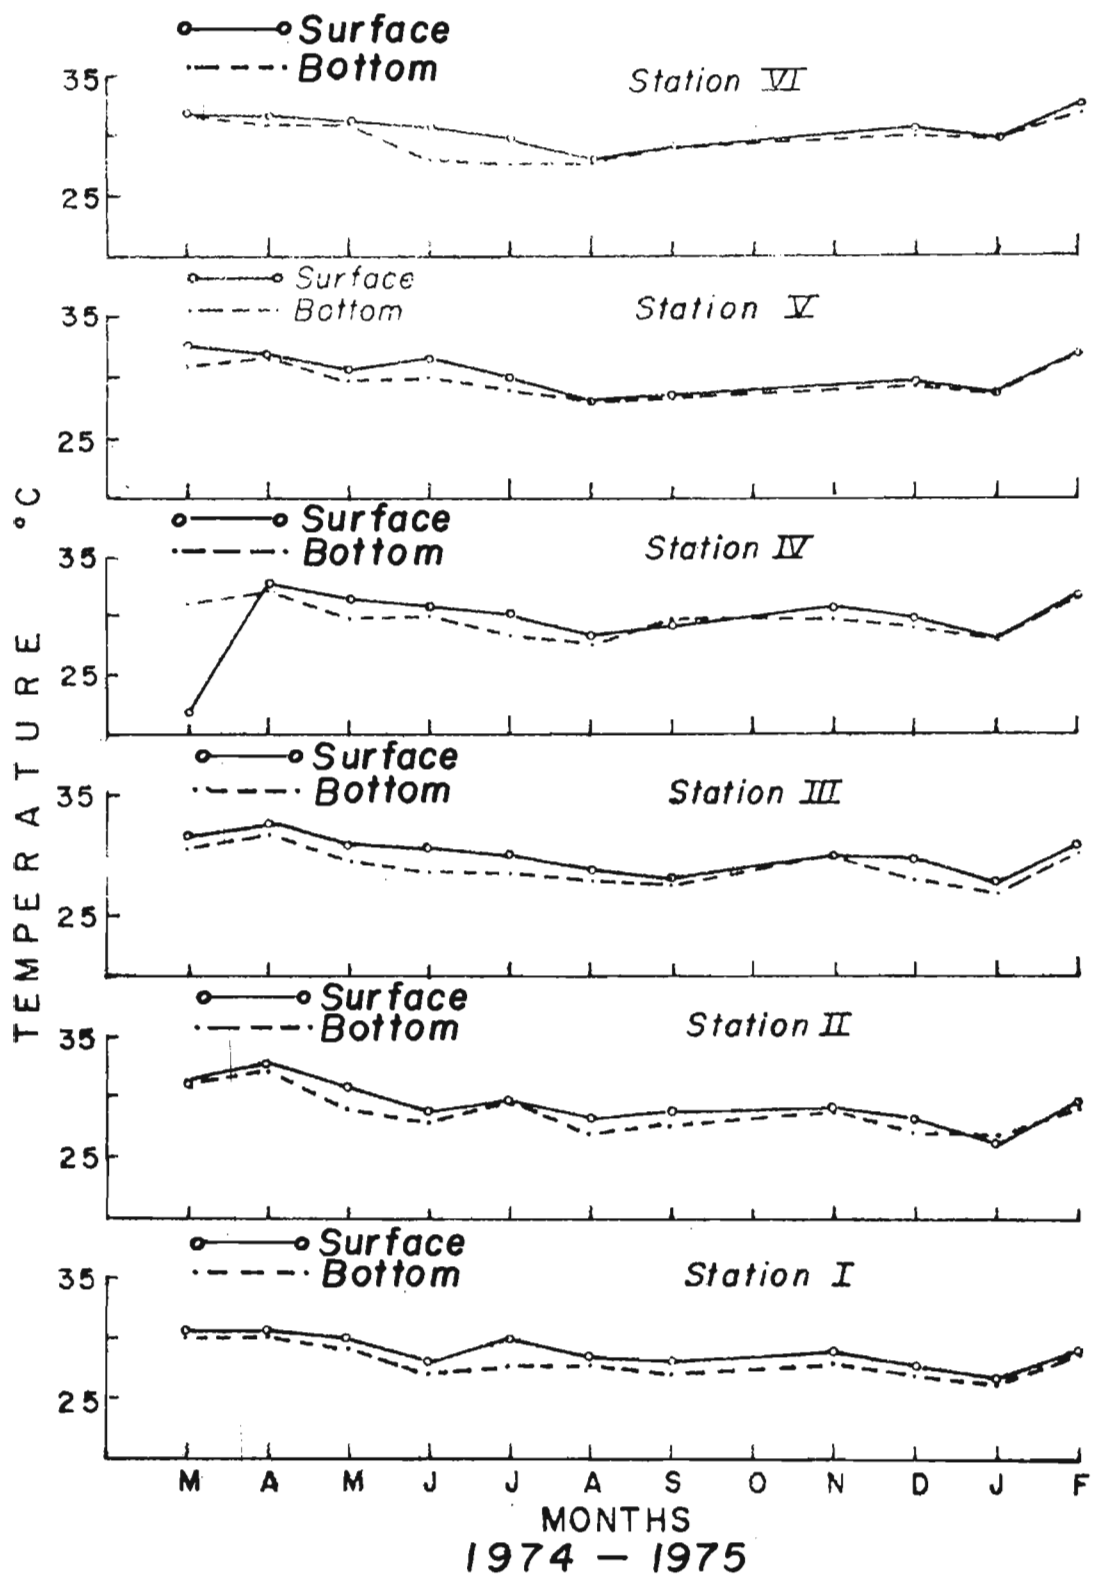 Surface
Bottom
Station VI
35
25
Surface
Bottom
Station V
35
25
Surface
Bottom
Station IV
35
25
Surface
Bottom
Station III
35
25
Surface
Bottom
Station II
35
25
Surface
Bottom
Station I
35
25
TEMPERATURE °C
M A M J J A S O N D J F
MONTHS
1974 — 1975